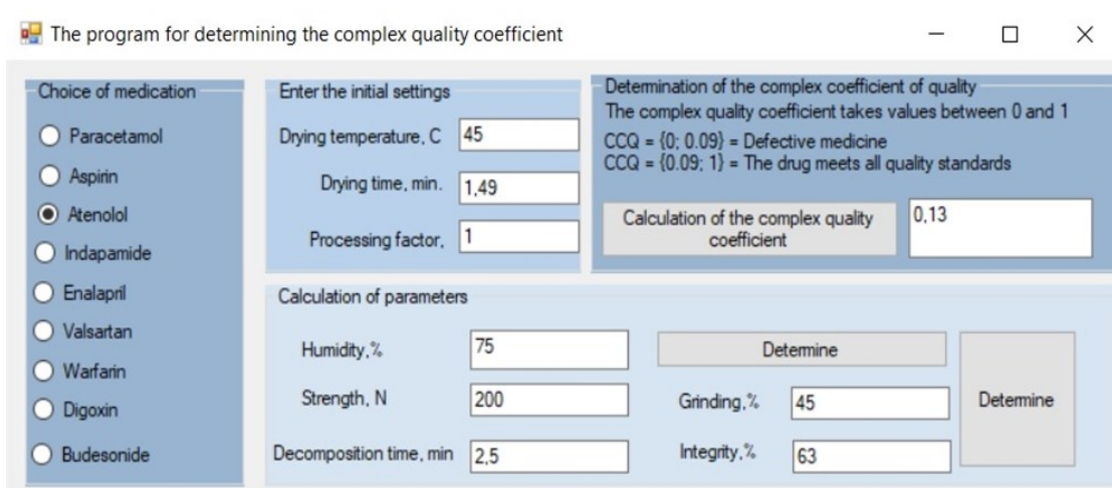 The program for determining the complex quality coefficient
Choice of medication
Paracetamol
Aspirin
Atenolol
Indapamide
Enalapril
Valsartan
Warfarin
Digoxin
Budesonide
Enter the initial settings
Drying temperature, C 45
Drying time, min. 1,49
Processing factor, 1
Determination of the complex coefficient of quality
The complex quality coefficient takes values between 0 and 1
CCQ = {0; 0.09} = Defective medicine
CCQ = {0.09; 1} = The drug meets all quality standards
Calculation of the complex quality
coefficient
0,13
Calculation of parameters
Humidity,% 75
Strength, N 200
Decomposition time, min 2,5
Determine
Grinding,% 45
Integrity,% 63
Determine